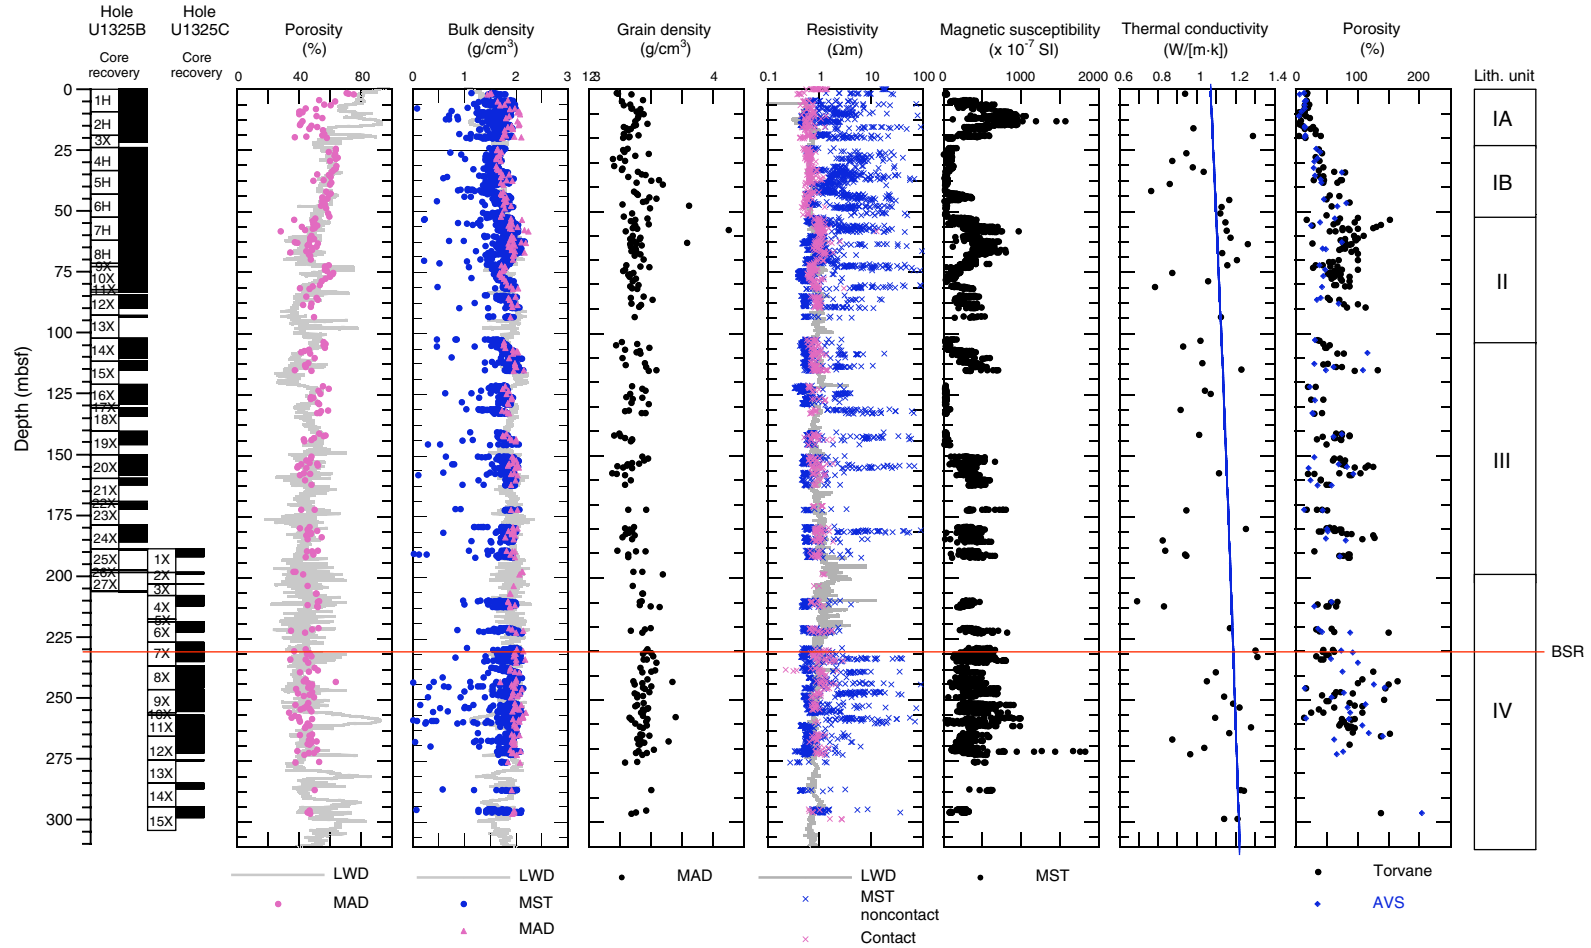 Hole
U1325B
Hole
U1325C
Core
recovery
Core
recovery
Porosity
(%)
Bulk density
(g/cm³)
Grain density
(g/cm³)
Resistivity
(Ωm)
Magnetic susceptibility
(x 10⁻⁷ SI)
Thermal conductivity
(W/[m·k])
Porosity
(%)
Lith. unit
0 40 80 120
0 1 2 3
3 4
0.1 1 10 100
0 1000 2000
0.6 0.8 1 1.2 1.4
0 100 200
Depth (mbsf)
0
25
50
75
100
125
150
175
200
225
250
275
300
1H
2H
3X
4H
5H
6H
7H
8H
9X
10X
11X
12X
13X
14X
15X
16X
17X
18X
19X
20X
21X
22X
23X
24X
25X
26X
27X
1X
2X
3X
4X
5X
6X
7X
8X
9X
10X
11X
12X
13X
14X
15X
IA
IB
II
III
IV
BSR
LWD
MAD
LWD
MST
MAD
MAD
LWD
MST
noncontact
Contact
MST
Torvane
AVS